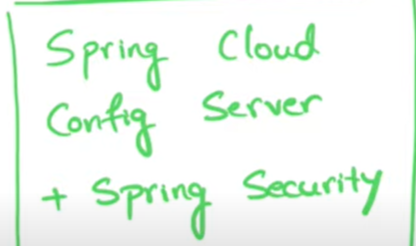 Spring Cloud
Config Server
+ Spring Security